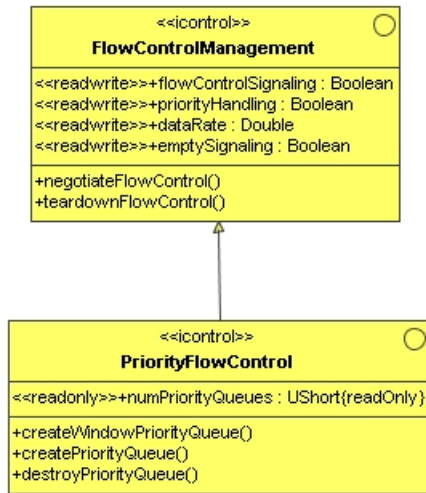 <<icontrol>>
FlowControlManagement
<<readwrite>>+flowControlSignaling : Boolean
<<readwrite>>+priorityHandling : Boolean
<<readwrite>>+dataRate : Double
<<readwrite>>+emptySignaling : Boolean
+negotiateFlowControl()
+teardownFlowControl()
<<icontrol>>
PriorityFlowControl
<<readonly>>+numPriorityQueues : UShort{readOnly}
+createWindowPriorityQueue()
+createPriorityQueue()
+destroyPriorityQueue()